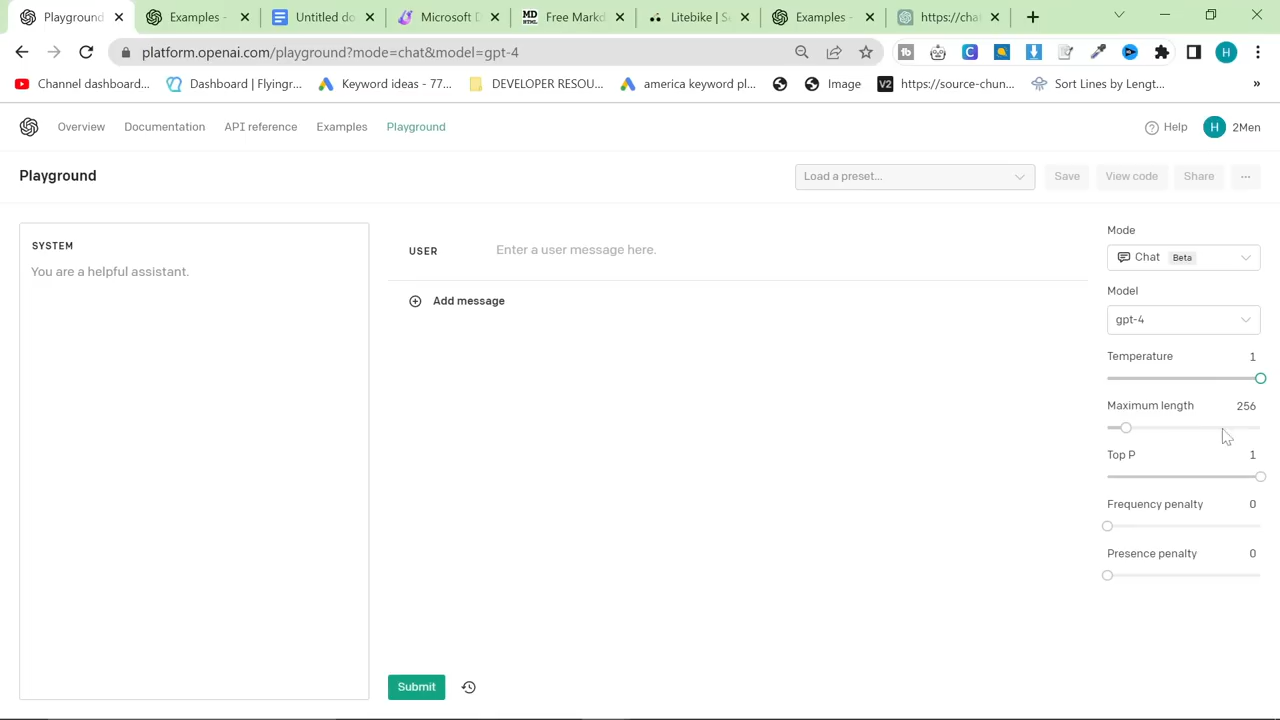 Playground
Examples -
Untitled do
Microsoft D
Free Markd
Litebike | Se
Examples -
https://chat
platform.openai.com/playground?mode=chat&model=gpt-4
H
Channel dashboard...
Dashboard | Flyingr...
Keyword ideas - 77...
DEVELOPER RESOU...
america keyword pl...
Image
V2
https://source-chun...
Sort Lines by Lengt...
»
Overview
Documentation
API reference
Examples
Playground
Help
H
2Men
Playground
Load a preset...
Save
View code
Share
...
SYSTEM
You are a helpful assistant.
USER
Enter a user message here.
Add message
Submit
Mode
Chat Beta
Model
gpt-4
Temperature 1
Maximum length 256
Top P 1
Frequency penalty 0
Presence penalty 0